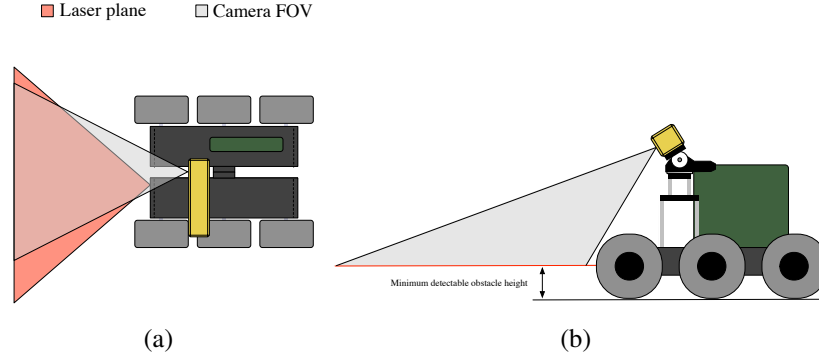 Laser plane Camera FOV
Minimum detectable obstacle height
(a) (b)